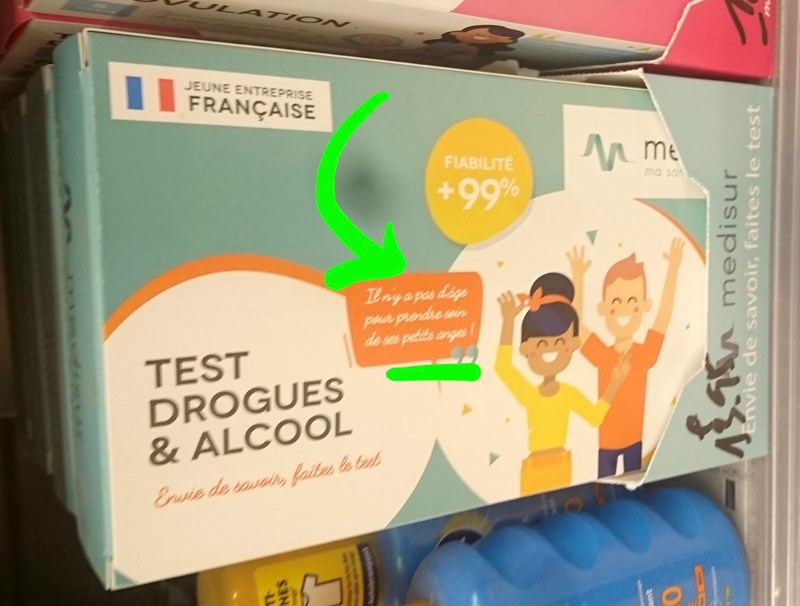 OVULATION
JEUNE ENTREPRISE
FRANÇAISE
FIABILITÉ
+99%
ma
Il n'y a pas d'âge
pour prendre soin
de ses petits anges !
TEST
DROGUES
& ALCOOL
Envie de savoir, faites le test
medisur
Envie de savoir, faites le test